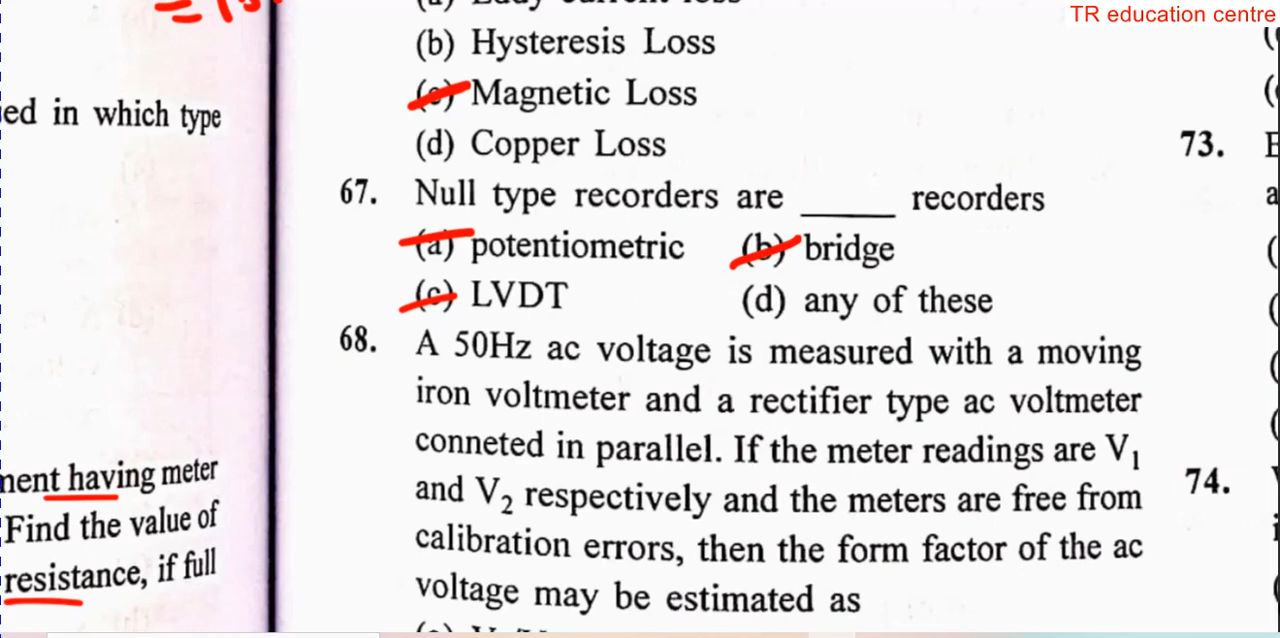 TR education centre
ed in which type
having meter
Find the value of
resistance, if full
(b) Hysteresis Loss
(c) Magnetic Loss
(d) Copper Loss
67. Null type recorders are _____ recorders
(a) potentiometric (b) bridge
(c) LVDT (d) any of these
68. A 50Hz ac voltage is measured with a moving
iron voltmeter and a rectifier type ac voltmeter
conneted in parallel. If the meter readings are V₁
and V₂ respectively and the meters are free from
calibration errors, then the form factor of the ac
voltage may be estimated as
73.
74.